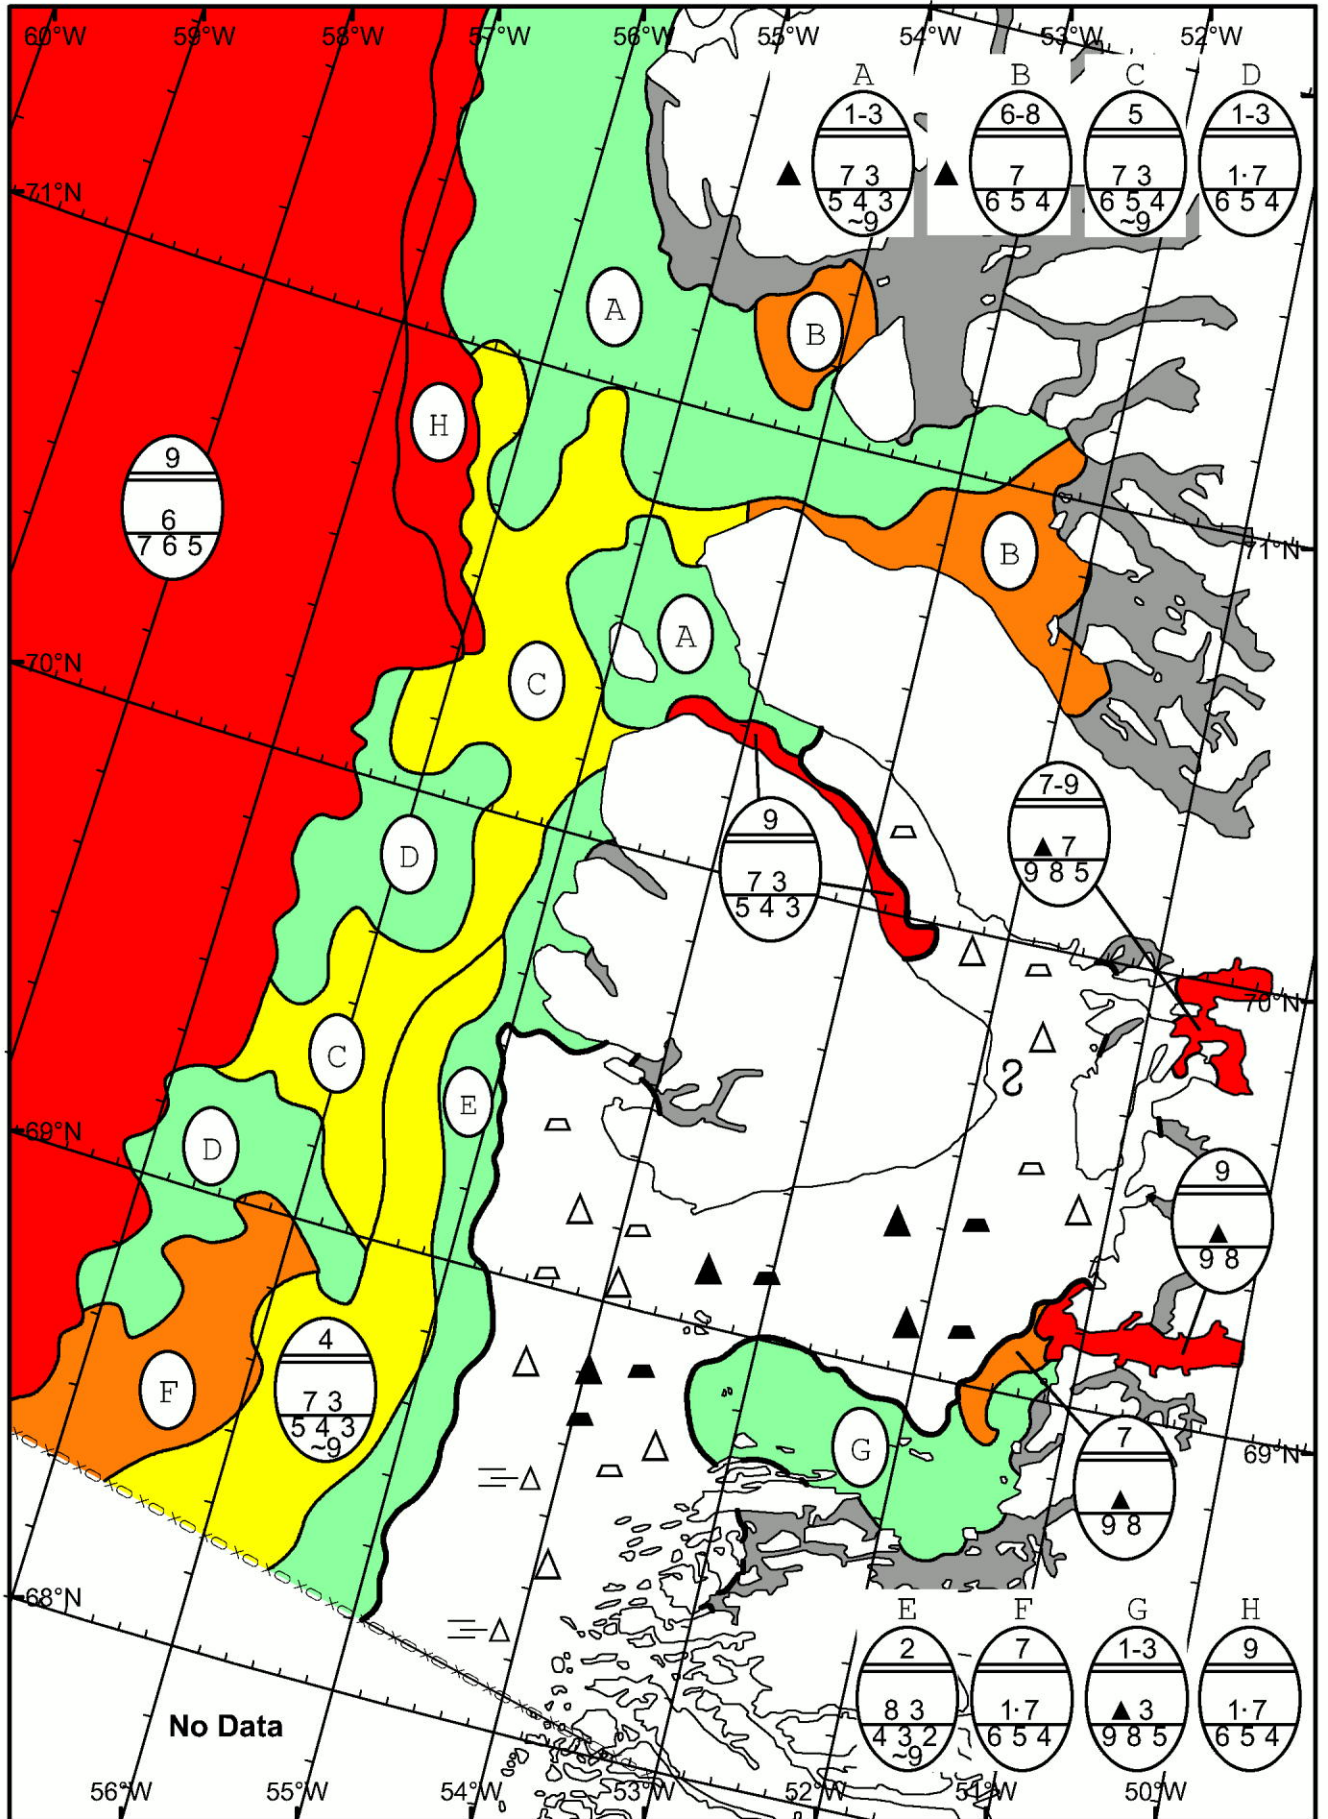 60°W 59°W 58°W 57°W 56°W 55°W 54°W 53°W 52°W
A B C D
1-3 6-8 5 1-3
7 3 7 7 3 1·7
5 4 3 6 5 4 6 5 4 6 5 4
~9 ~9
71°N
A
B
H
9
6
7 6 5
B
71°N
A
70°N
C
7-9
7
9 8 5
9
7 3
5 4 3
D
70°N
C
E
69°N
D
9
9 8
4
7 3
5 4 3
~9
F
G
69°N
7
9 8
68°N
E F G H
2 7 1-3 9
8 3 1·7 3 1·7
4 3 2 6 5 4 9 8 5 6 5 4
~9
No Data
56°W 55°W 54°W 53°W 52°W 51°W 50°W